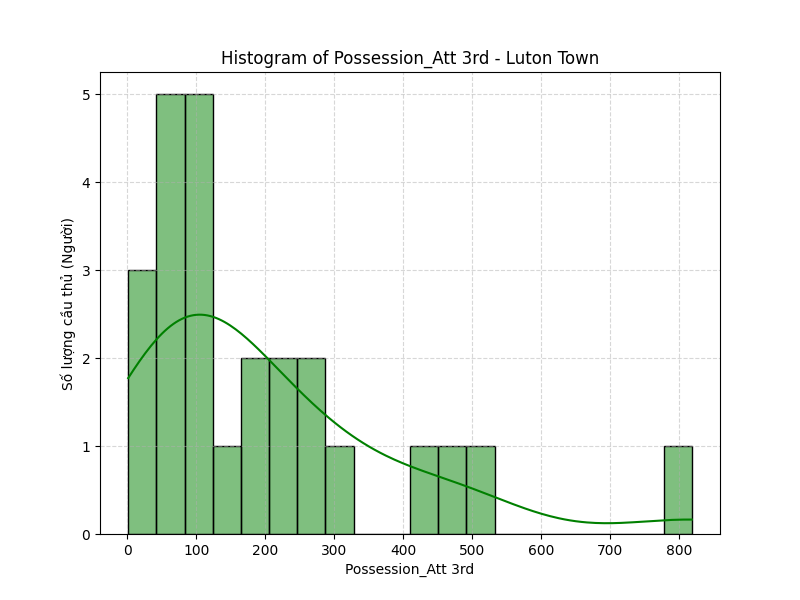 Histogram of Possession_Att 3rd - Luton Town
Số lượng cầu thủ (Người)
5
4
3
2
1
0
0 100 200 300 400 500 600 700 800
Possession_Att 3rd